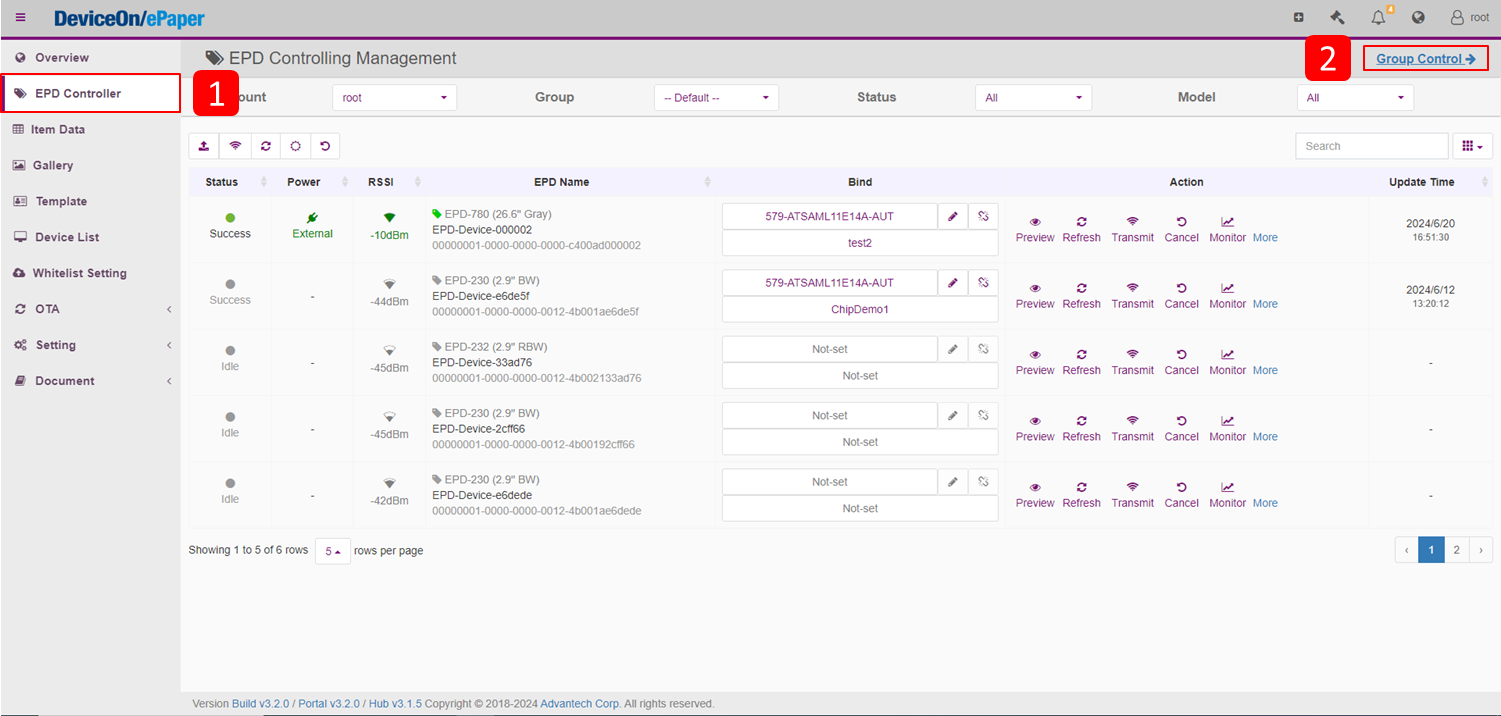 DeviceOn/ePaper
4
root
Overview
EPD Controller
Item Data
Gallery
Template
Device List
Whitelist Setting
OTA
Setting
Document
EPD Controlling Management
2
Group Control
1
ount
root
Group
-- Default --
Status
All
Model
All
Search
Status Power RSSI EPD Name Bind Action Update Time
Success
External
-10dBm
EPD-780 (26.6" Gray)
EPD-Device-000002
00000001-0000-0000-0000-c400ad000002
579-ATSAML11E14A-AUT
test2
Preview Refresh Transmit Cancel Monitor More
2024/6/20
16:51:30
Success
-
-44dBm
EPD-230 (2.9" BW)
EPD-Device-e6de5f
00000001-0000-0000-0012-4b001ae6de5f
579-ATSAML11E14A-AUT
ChipDemo1
Preview Refresh Transmit Cancel Monitor More
2024/6/12
13:20:12
Idle
-
-45dBm
EPD-232 (2.9" RBW)
EPD-Device-33ad76
00000001-0000-0000-0012-4b002133ad76
Not-set
Not-set
Preview Refresh Transmit Cancel Monitor More
-
Idle
-
-45dBm
EPD-230 (2.9" BW)
EPD-Device-2cff66
00000001-0000-0000-0012-4b00192cff66
Not-set
Not-set
Preview Refresh Transmit Cancel Monitor More
-
Idle
-
-42dBm
EPD-230 (2.9" BW)
EPD-Device-e6dede
00000001-0000-0000-0012-4b001ae6dede
Not-set
Not-set
Preview Refresh Transmit Cancel Monitor More
-
Showing 1 to 5 of 6 rows 5 rows per page
‹ 1 2 ›
Version Build v3.2.0 / Portal v3.2.0 / Hub v3.1.5 Copyright © 2018-2024 Advantech Corp. All rights reserved.